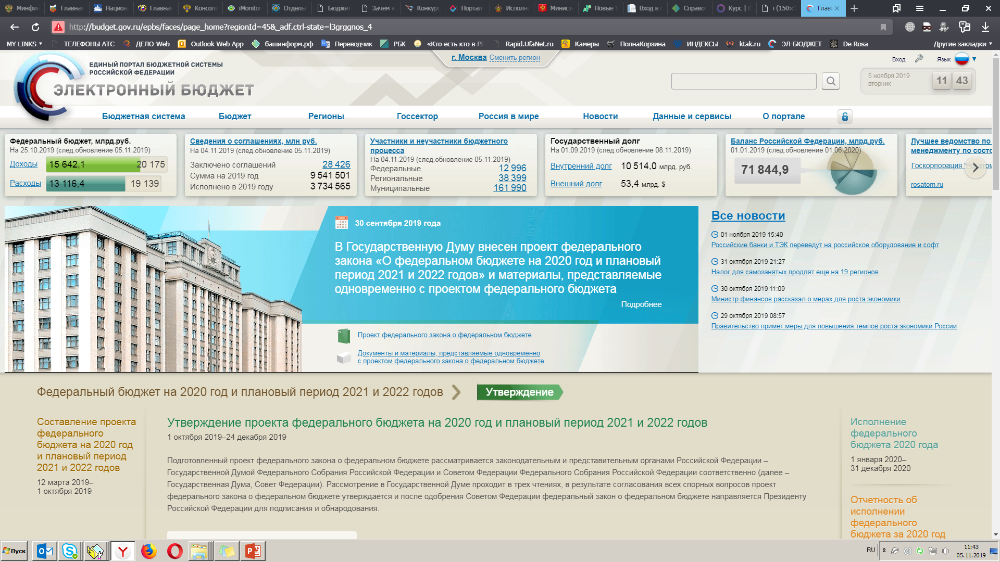 Минфин
Главная
Национ
Главная
Консоли
iMonitor
Отдель
Бюджет
Зачем н
Конкурс
Портал
Исполн
Минист
Новые
Вход в с
Справо
Курс | D
i (150×1
Глав
http://budget.gov.ru/epbs/faces/page_home?regionId=45&_adf.ctrl-state=l3grggnos_4
MY LINKS
ТЕЛЕФОНЫ АТС
ДЕЛО-Web
Outlook Web App
башинформ.рф
Переводчик
РБК
«Кто есть кто в РЕ
Rapid.UfaNet.ru
Камеры
ПолнаКорзина
ИНДЕКСЫ
ktak.ru
ЭЛ-БЮДЖЕТ
De Rosa
Другие закладки
г. Москва Сменить регион
Вход
Язык
ЕДИНЫЙ ПОРТАЛ БЮДЖЕТНОЙ СИСТЕМЫ
РОССИЙСКОЙ ФЕДЕРАЦИИ
ЭЛЕКТРОННЫЙ БЮДЖЕТ
5 ноября 2019
вторник
11 43
Бюджетная система
Бюджет
Регионы
Госсектор
Россия в мире
Новости
Данные и сервисы
О портале
Федеральный бюджет, млрд.руб.
На 25.10.2019 (след.обновление 05.11.2019)
Доходы 15 642,1 20 175
Расходы 13 116,4 19 139
Сведения о соглашениях, млн руб.
На 04.11.2019 (след.обновление 05.11.2019)
Заключено соглашений 28 426
Сумма на 2019 год 9 541 501
Исполнено в 2019 году 3 734 565
Участники и неучастники бюджетного
процесса
На 04.11.2019 (след.обновление 05.11.2019)
Федеральные 12 996
Региональные 38 399
Муниципальные 161 990
Государственный долг
На 01.09.2019 (след.обновление 08.11.2019)
Внутренний долг 10 514,0 млрд. руб.
Внешний долг 53,4 млрд. $
Баланс Российской Федерации, млрд.руб.
01.01.2019 (след.обновление 01.06.2020)
71 844,9
Лучшее ведомство по
менеджменту по состо
Госкорпорация "Росатом
rosatom.ru
30 сентября 2019 года
В Государственную Думу внесен проект федерального
закона «О федеральном бюджете на 2020 год и плановый
период 2021 и 2022 годов» и материалы, представляемые
одновременно с проектом федерального бюджета
Подробнее
Проект федерального закона о федеральном бюджете
Документы и материалы, представляемые одновременно
с проектом федерального закона о федеральном бюджете
Все новости
01 ноября 2019 15:40
Российские банки и ТЭК переведут на российское оборудование и софт
31 октября 2019 21:27
Налог для самозанятых продлят еще на 19 регионов
30 октября 2019 11:09
Министр финансов рассказал о мерах для роста экономики
29 октября 2019 08:57
Правительство примет меры для повышения темпов роста экономики России
Федеральный бюджет на 2020 год и плановый период 2021 и 2022 годов
Утверждение
Составление проекта
федерального
бюджета на 2020 год
и плановый период
2021 и 2022 годов
12 марта 2019–
1 октября 2019
Утверждение проекта федерального бюджета на 2020 год и плановый период 2021 и 2022 годов
1 октября 2019–24 декабря 2019
Подготовленный проект федерального закона о федеральном бюджете рассматривается законодательным и представительным органами Российской Федерации –
Государственной Думой Федерального Собрания Российской Федерации и Советом Федерации Федерального Собрания Российской Федерации соответственно (далее –
Государственная Дума, Совет Федерации). Рассмотрение в Государственной Думе проходит в трех чтениях, в результате согласования всех спорных вопросов проект
федерального закона о федеральном бюджете утверждается и после одобрения Советом Федерации федеральный закон о федеральном бюджете направляется Президенту
Российской Федерации для подписания и обнародования.
Исполнение
федерального
бюджета 2020 года
1 января 2020–
31 декабря 2020
Отчетность об
исполнении
федерального
бюджета за 2020 год
Пуск
RU
11:43
05.11.2019